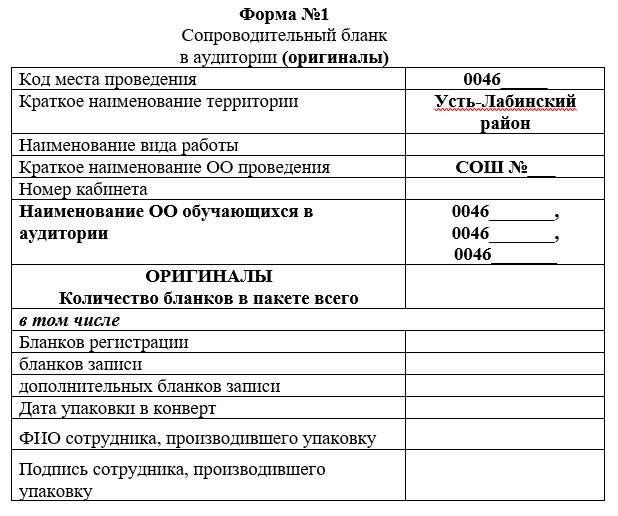 Форма №1
Сопроводительный бланк
в аудитории (оригиналы)
Код места проведения 0046_____
Краткое наименование территории Усть-Лабинский
район
Наименование вида работы
Краткое наименование ОО проведения СОШ №___
Номер кабинета
Наименование ОО обучающихся в
аудитории
0046_______,
0046_______,
0046_______
ОРИГИНАЛЫ
Количество бланков в пакете всего
в том числе
Бланков регистрации
бланков записи
дополнительных бланков записи
Дата упаковки в конверт
ФИО сотрудника, производившего упаковку
Подпись сотрудника, производившего
упаковку